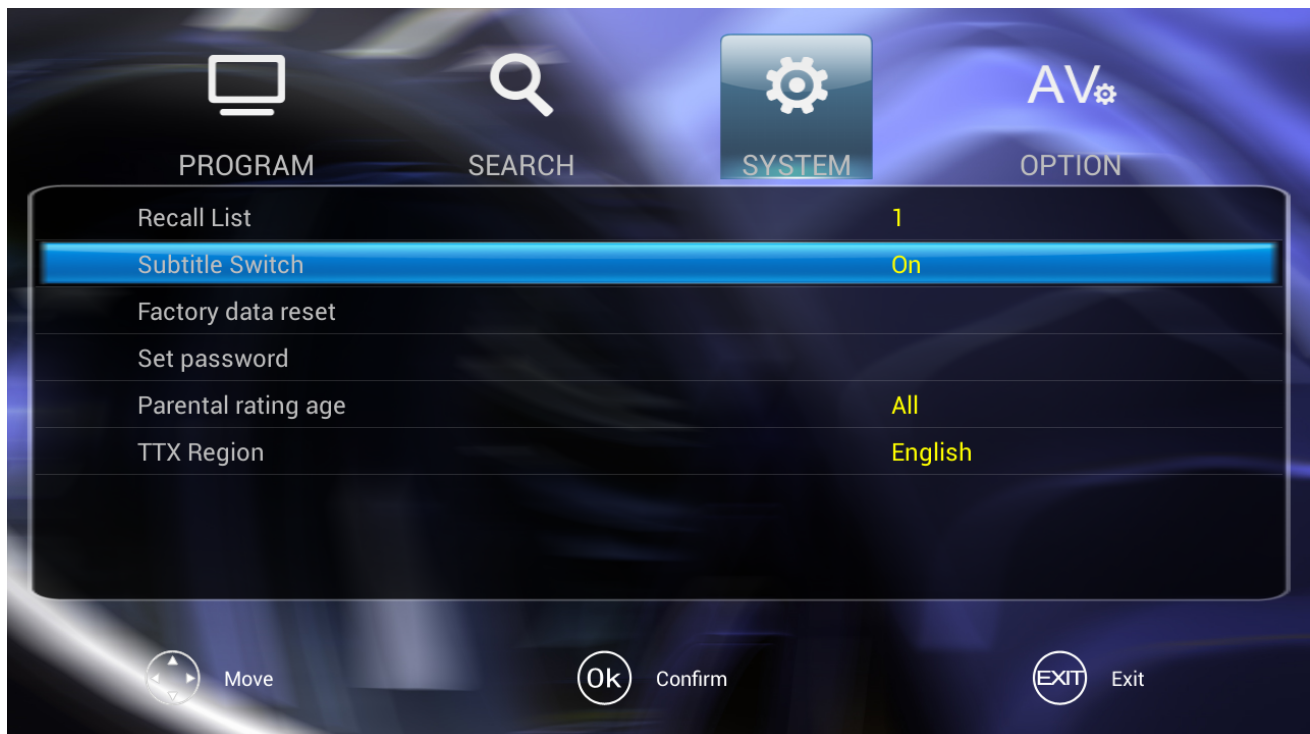 AV
PROGRAM SEARCH SYSTEM OPTION
Recall List 1
Subtitle Switch On
Factory data reset
Set password
Parental rating age All
TTX Region English
Move Ok Confirm EXIT Exit